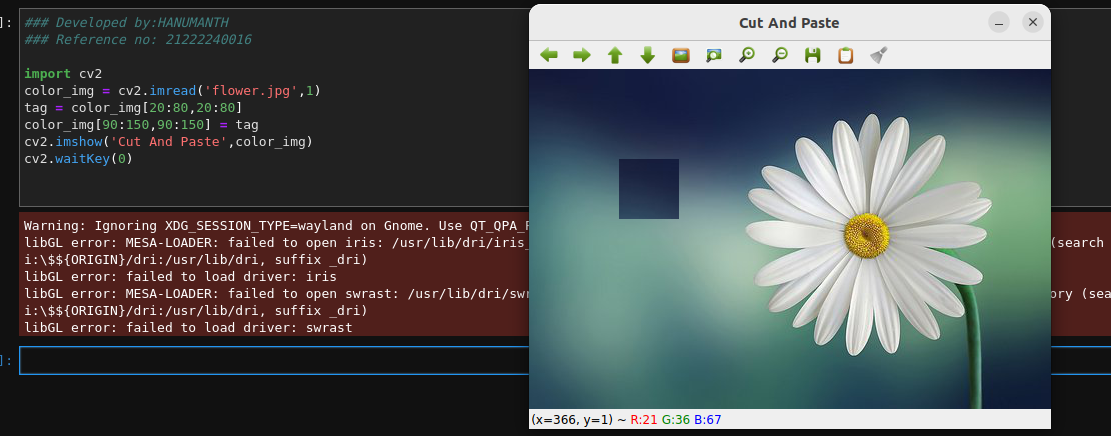 ]:
### Developed by:HANUMANTH
### Reference no: 21222240016
import cv2
color_img = cv2.imread('flower.jpg',1)
tag = color_img[20:80,20:80]
color_img[90:150,90:150] = tag
cv2.imshow('Cut And Paste',color_img)
cv2.waitKey(0)
Warning: Ignoring XDG_SESSION_TYPE=wayland on Gnome. Use
libGL error: MESA-LOADER: failed to open iris: /usr/lib/dri/iris_ (search
i:\$${ORIGIN}/dri:/usr/lib/dri, suffix _dri)
libGL error: failed to load driver: iris
libGL error: MESA-LOADER: failed to open swrast: /usr/lib/dri/swr ory (sea
i:\$${ORIGIN}/dri:/usr/lib/dri, suffix _dri)
libGL error: failed to load driver: swrast
]:
Cut And Paste
(x=366, y=1) ~ R:21 G:36 B:67